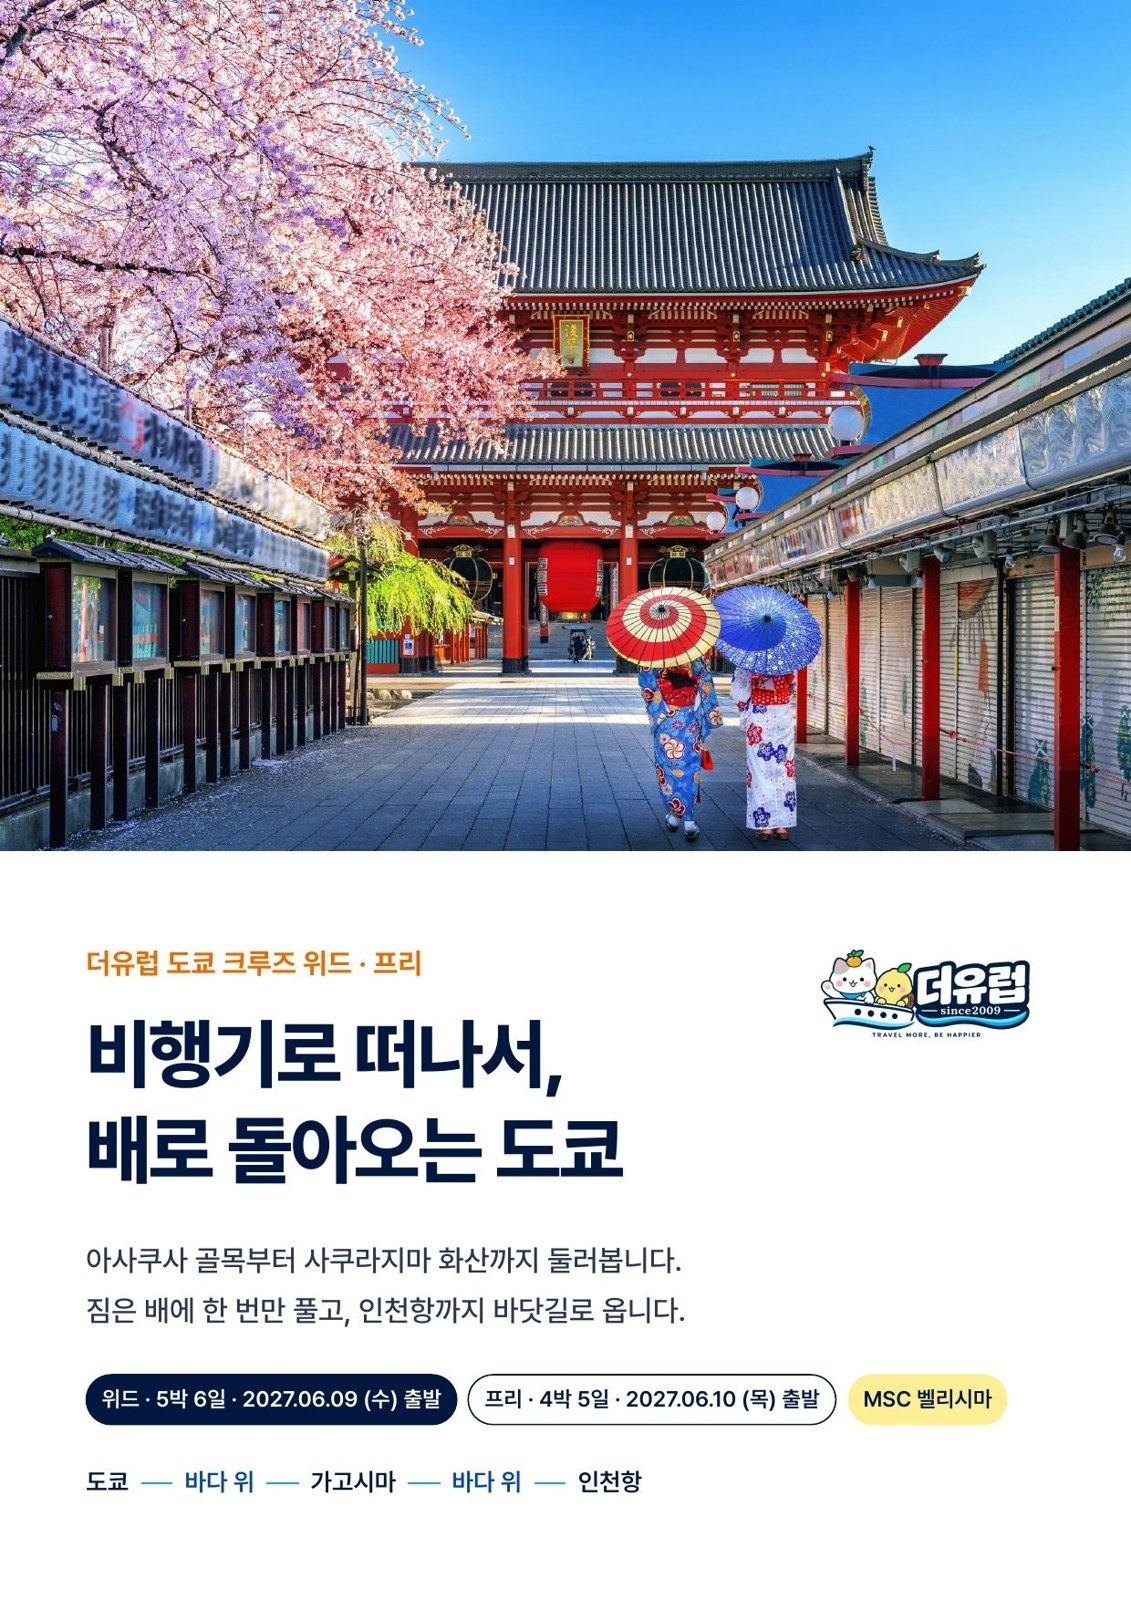 더유럽 도쿄 크루즈 위드 · 프리
더유럽
since2009
TRAVEL MORE, BE HAPPIER
비행기로 떠나서,
배로 돌아오는 도쿄
아사쿠사 골목부터 사쿠라지마 화산까지 둘러봅니다.
짐은 배에 한 번만 풀고, 인천항까지 바닷길로 옵니다.
위드 · 5박 6일 · 2027.06.09 (수) 출발
프리 · 4박 5일 · 2027.06.10 (목) 출발
MSC 벨리시마
도쿄 — 바다 위 — 가고시마 — 바다 위 — 인천항